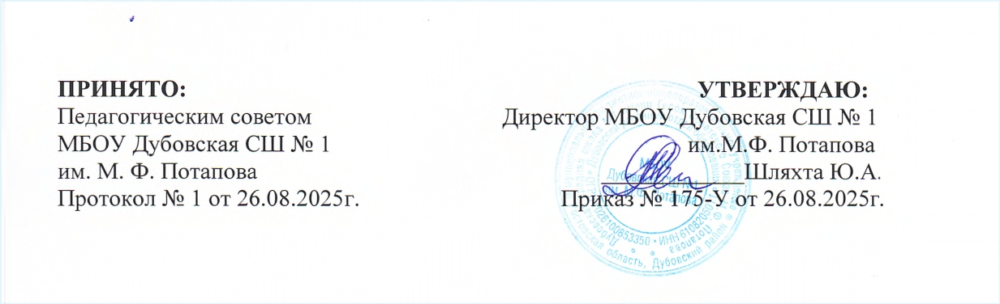 ПРИНЯТО:
Педагогическим советом
МБОУ Дубовская СШ № 1
им. М. Ф. Потапова
Протокол № 1 от 26.08.2025г.
УТВЕРЖДАЮ:
Директор МБОУ Дубовская СШ № 1
им.М.Ф. Потапова
____________Шляхта Ю.А.
Приказ № 175-У от 26.08.2025г.